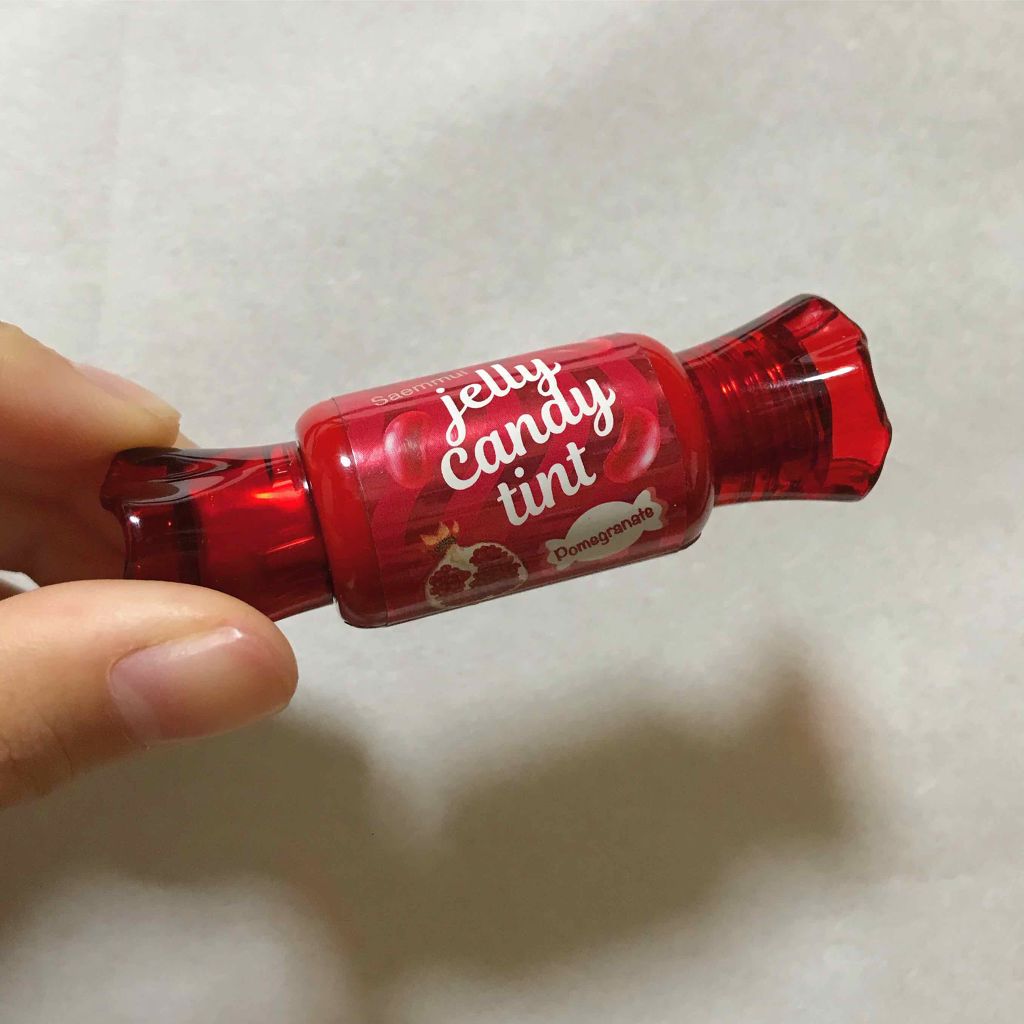 Saemmul
jelly
candy
tint
Pomegranate